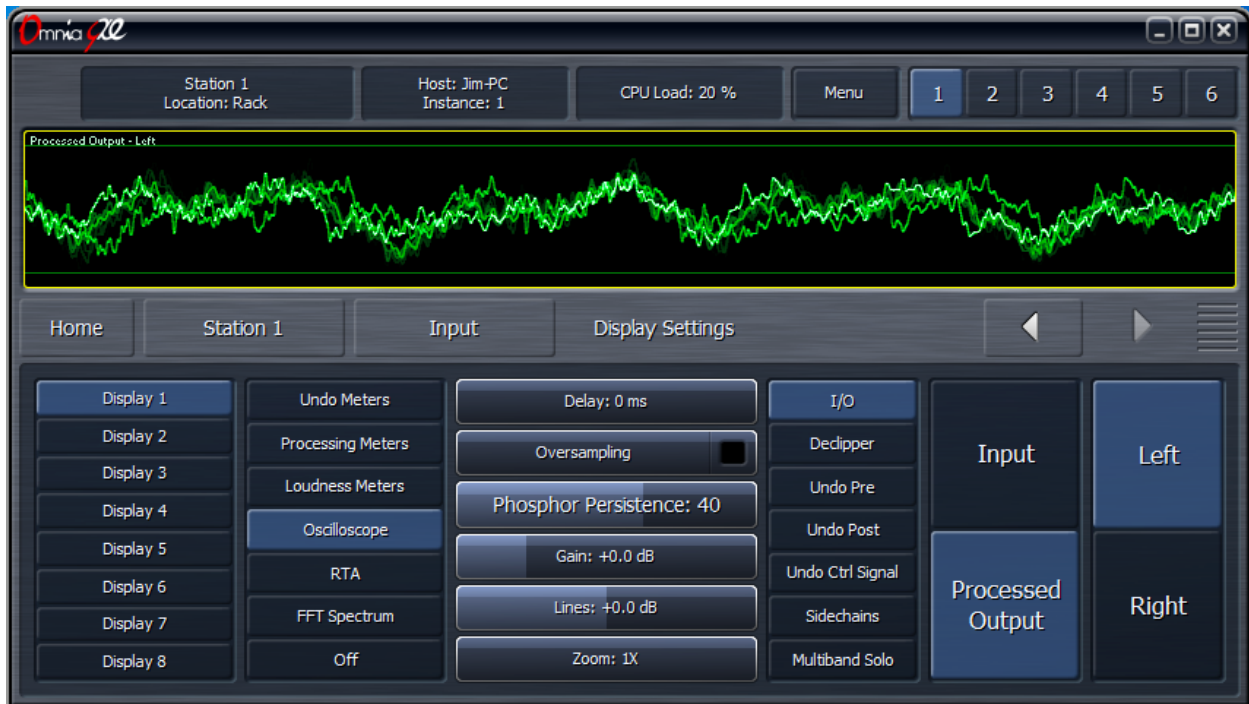 Omnia 9XE
Station 1
Location: Rack
Host: Jim-PC
Instance: 1
CPU Load: 20 %
Menu
1 2 3 4 5 6
Processed Output - Left
Home
Station 1
Input
Display Settings
Display 1
Display 2
Display 3
Display 4
Display 5
Display 6
Display 7
Display 8
Undo Meters
Processing Meters
Loudness Meters
Oscilloscope
RTA
FFT Spectrum
Off
Delay: 0 ms
Oversampling
Phosphor Persistence: 40
Gain: +0.0 dB
Lines: +0.0 dB
Zoom: 1X
I/O
Declipper
Undo Pre
Undo Post
Undo Ctrl Signal
Sidechains
Multiband Solo
Input
Processed
Output
Left
Right